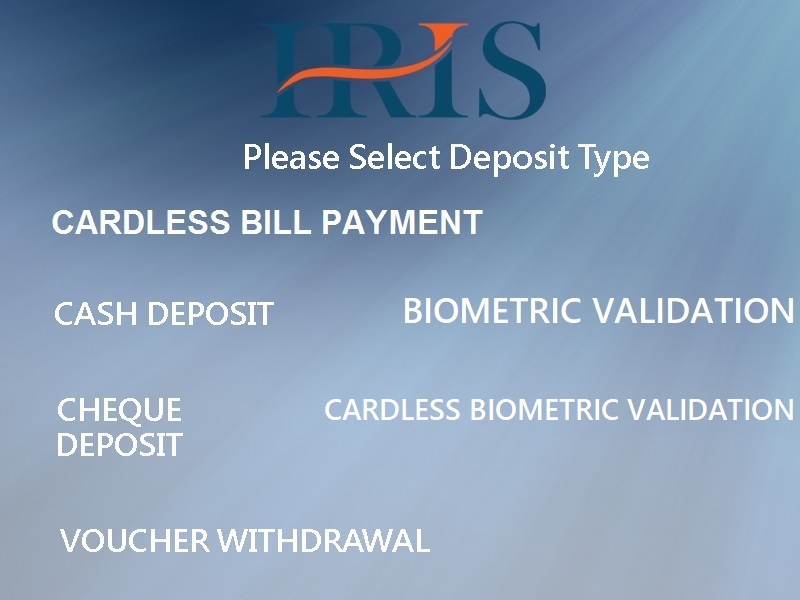 IRIS
Please Select Deposit Type
CARDLESS BILL PAYMENT
CASH DEPOSIT
BIOMETRIC VALIDATION
CHEQUE
DEPOSIT
CARDLESS BIOMETRIC VALIDATION
VOUCHER WITHDRAWAL